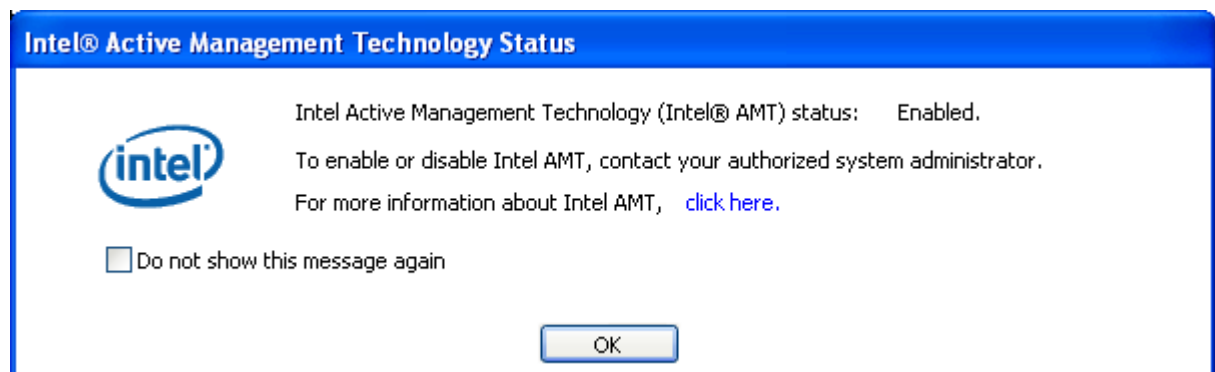 Intel® Active Management Technology Status
Intel Active Management Technology (Intel® AMT) status: Enabled.
intel
To enable or disable Intel AMT, contact your authorized system administrator.
For more information about Intel AMT, click here.
Do not show this message again
OK